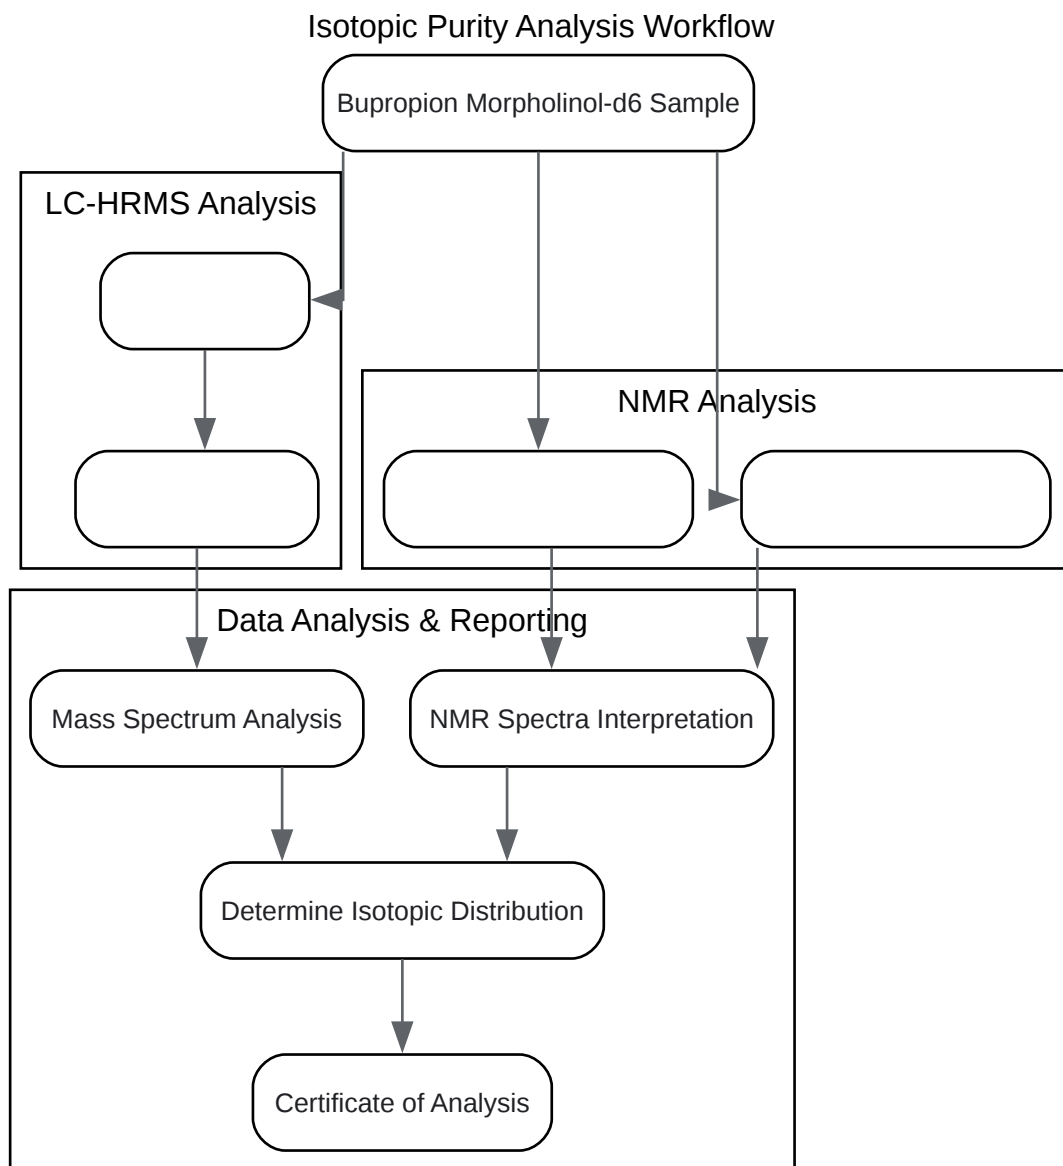 Isotopic Purity Analysis Workflow
Bupropion Morpholinol-d6 Sample
LC-HRMS Analysis
NMR Analysis
Data Analysis & Reporting
Mass Spectrum Analysis
NMR Spectra Interpretation
Determine Isotopic Distribution
Certificate of Analysis